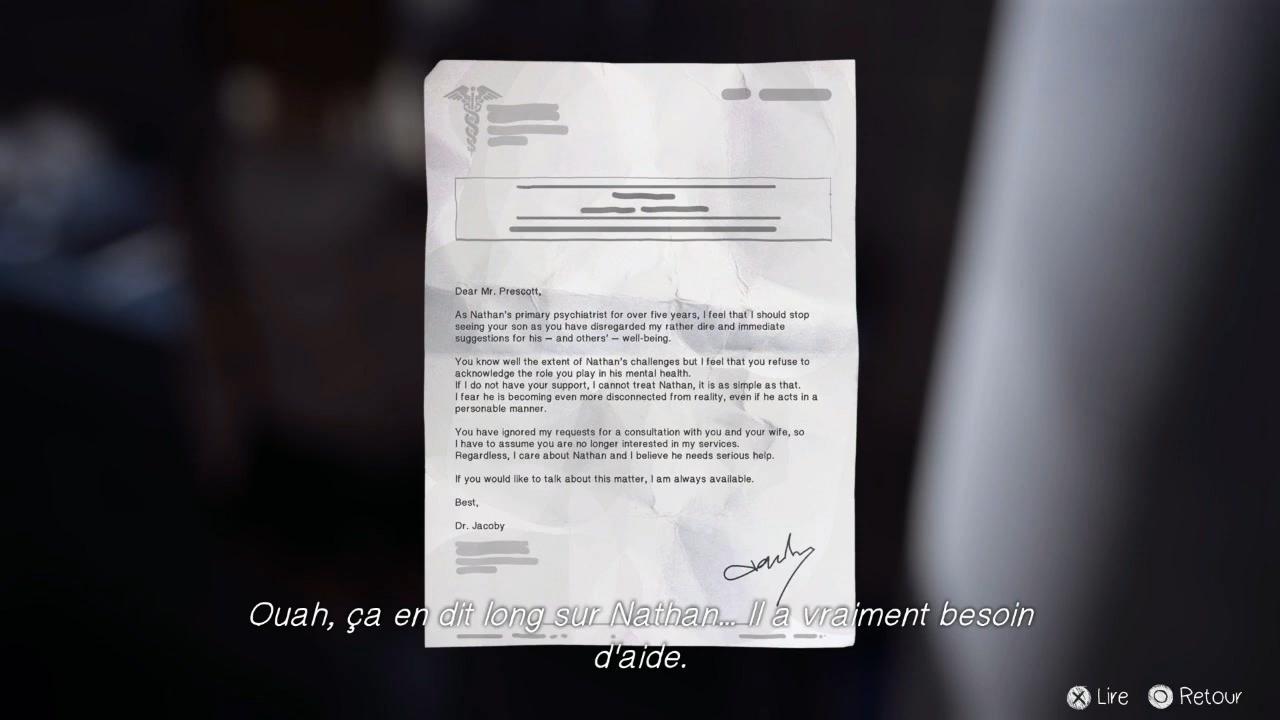 Dear Mr. Prescott,
As Nathan's primary psychiatrist for over five years, I feel that I should stop
seeing your son as you have disregarded my rather dire and immediate
suggestions for his – and others' – well-being.
You know well the extent of Nathan's challenges but I feel that you refuse to
acknowledge the role you play in his mental health.
If I do not have your support, I cannot treat Nathan, it is as simple as that.
I fear he is becoming even more disconnected from reality, even if he acts in a
personable manner.
You have ignored my requests for a consultation with you and your wife, so
I have to assume you are no longer interested in my services.
Regardless, I care about Nathan and I believe he needs serious help.
If you would like to talk about this matter, I am always available.
Best,
Dr. Jacoby
Ouah, ça en dit long sur Nathan... Il a vraiment besoin
d'aide.
Lire Retour